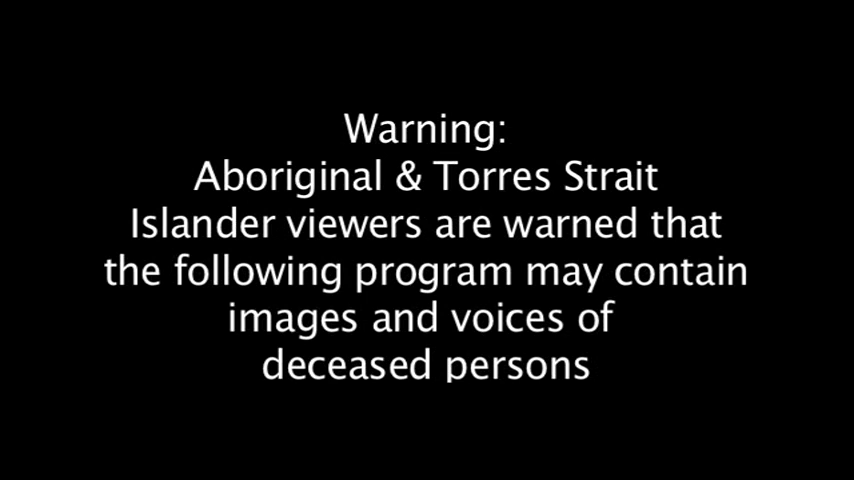 Warning:
Aboriginal & Torres Strait
Islander viewers are warned that
the following program may contain
images and voices of
deceased persons